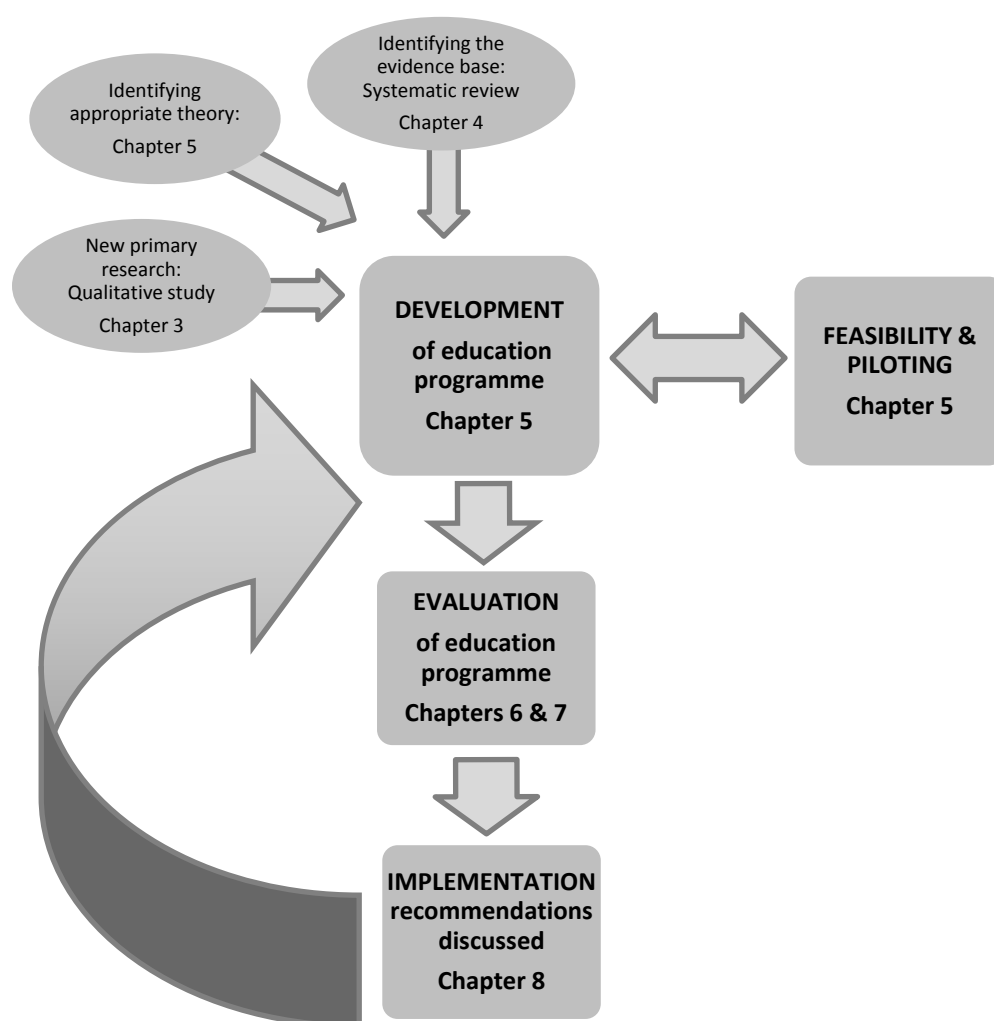 Identifying the
evidence base:
Systematic review
Chapter 4
Identifying
appropriate theory:
Chapter 5
New primary
research:
Qualitative study
Chapter 3
DEVELOPMENT
of education
programme
Chapter 5
FEASIBILITY &
PILOTING
Chapter 5
EVALUATION
of education
programme
Chapters 6 & 7
IMPLEMENTATION
recommendations
discussed
Chapter 8